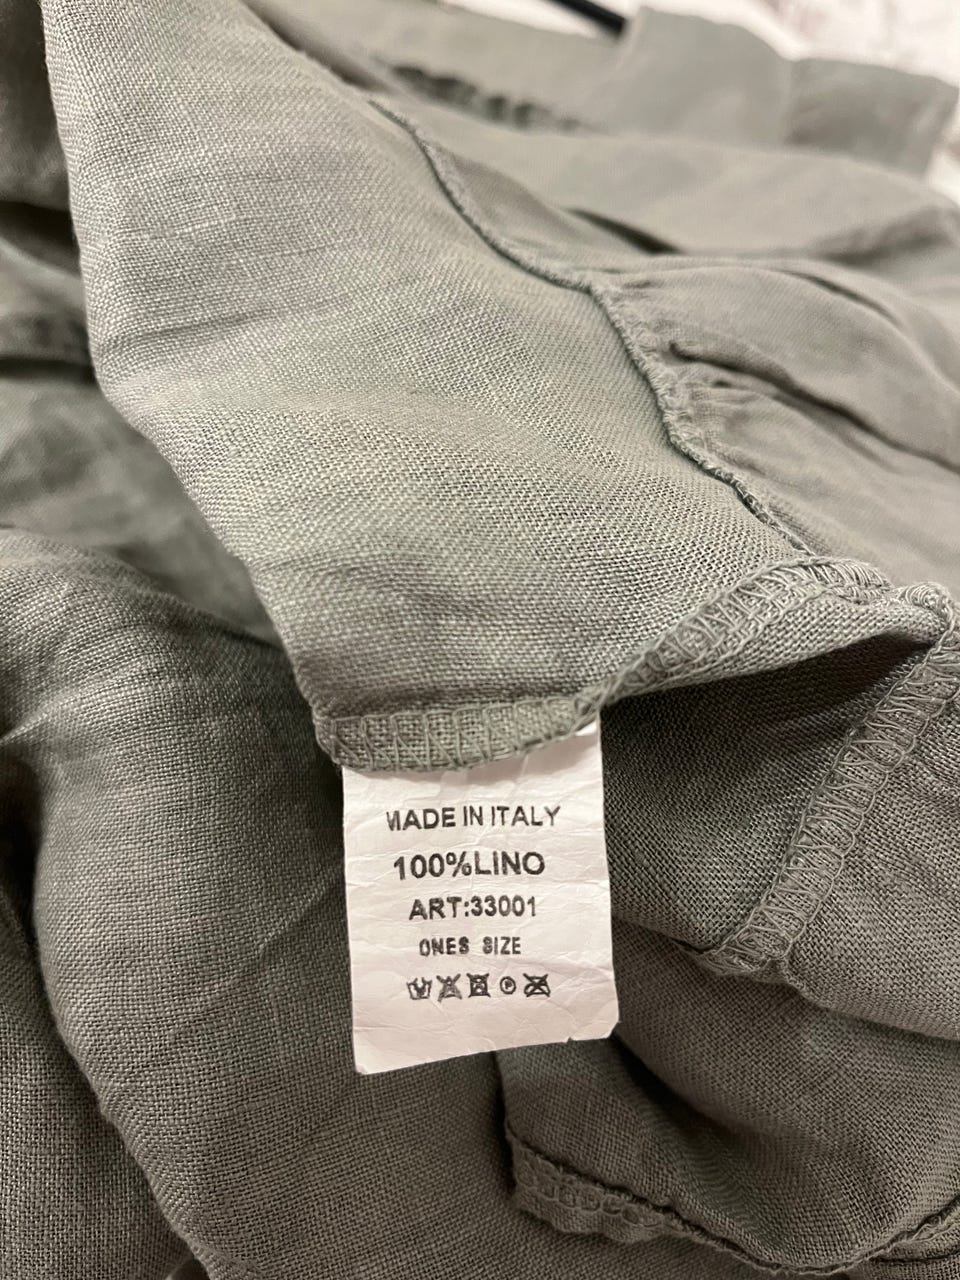 MADE IN ITALY
100%LINO
ART:33001
ONES SIZE